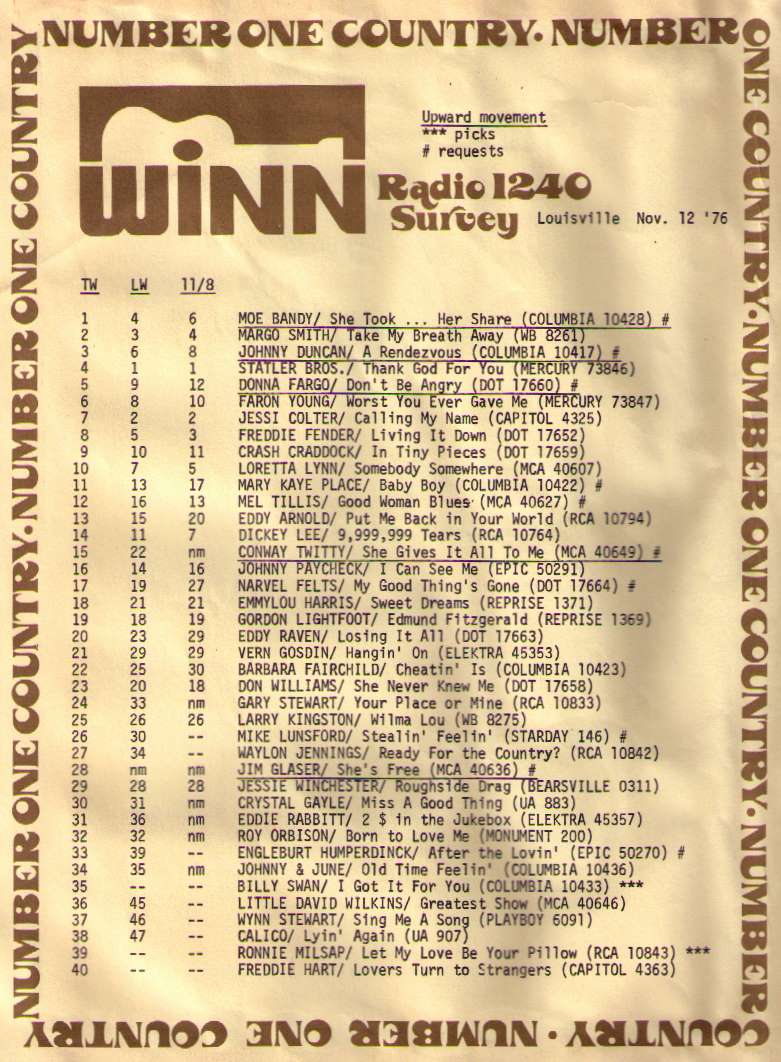 NUMBER ONE COUNTRY. NUMBER
ONE COUNTRY. NUMBER ONE COUNTRY. NUMBER
ONE COUNTRY
NUMBER ONE COUNTRY. NUMBER ONE COUNTRY
NUMBER ONE COUNTRY. NUMBER ONE COUNTRY
WiNN
Upward movement
*** picks
# requests
Radio 1240
Survey Louisville Nov. 12 '76
TW LW 11/8
1 4 6 MOE BANDY/ She Took ... Her Share (COLUMBIA 10428) #
2 3 4 MARGO SMITH/ Take My Breath Away (WB 8261)
3 6 8 JOHNNY DUNCAN/ A Rendezvous (COLUMBIA 10417) #
4 1 1 STATLER BROS./ Thank God For You (MERCURY 73846)
5 9 12 DONNA FARGO/ Don't Be Angry (DOT 17660) #
6 8 10 FARON YOUNG/ Worst You Ever Gave Me (MERCURY 73847)
7 2 2 JESSI COLTER/ Calling My Name (CAPITOL 4325)
8 5 3 FREDDIE FENDER/ Living It Down (DOT 17652)
9 10 11 CRASH CRADDOCK/ In Tiny Pieces (DOT 17659)
10 7 5 LORETTA LYNN/ Somebody Somewhere (MCA 40607)
11 13 17 MARY KAYE PLACE/ Baby Boy (COLUMBIA 10422) #
12 16 13 MEL TILLIS/ Good Woman Blues (MCA 40627) #
13 15 20 EDDY ARNOLD/ Put Me Back in Your World (RCA 10794)
14 11 7 DICKEY LEE/ 9,999,999 Tears (RCA 10764)
15 22 nm CONWAY TWITTY/ She Gives It All To Me (MCA 40649) #
16 14 16 JOHNNY PAYCHECK/ I Can See Me (EPIC 50291)
17 19 27 NARVEL FELTS/ My Good Thing's Gone (DOT 17664) #
18 21 21 EMMYLOU HARRIS/ Sweet Dreams (REPRISE 1371)
19 18 19 GORDON LIGHTFOOT/ Edmund Fitzgerald (REPRISE 1369)
20 23 29 EDDY RAVEN/ Losing It All (DOT 17663)
21 29 29 VERN GOSDIN/ Hangin' On (ELEKTRA 45353)
22 25 30 BARBARA FAIRCHILD/ Cheatin' Is (COLUMBIA 10423)
23 20 18 DON WILLIAMS/ She Never Knew Me (DOT 17658)
24 33 nm GARY STEWART/ Your Place or Mine (RCA 10833)
25 26 26 LARRY KINGSTON/ Wilma Lou (WB 8275)
26 30 -- MIKE LUNSFORD/ Stealin' Feelin' (STARDAY 146) #
27 34 -- WAYLON JENNINGS/ Ready For the Country? (RCA 10842)
28 nm nm JIM GLASER/ She's Free (MCA 40636) #
29 28 28 JESSIE WINCHESTER/ Roughside Drag (BEARSVILLE 0311)
30 31 nm CRYSTAL GAYLE/ Miss A Good Thing (UA 883)
31 36 nm EDDIE RABBITT/ 2 $ in the Jukebox (ELEKTRA 45357)
32 32 nm ROY ORBISON/ Born to Love Me (MONUMENT 200)
33 39 -- ENGLEBURT HUMPERDINCK/ After the Lovin' (EPIC 50270) #
34 35 nm JOHNNY & JUNE/ Old Time Feelin' (COLUMBIA 10436)
35 -- -- BILLY SWAN/ I Got It For You (COLUMBIA 10433) ***
36 45 -- LITTLE DAVID WILKINS/ Greatest Show (MCA 40646)
37 46 -- WYNN STEWART/ Sing Me A Song (PLAYBOY 6091)
38 47 -- CALICO/ Lyin' Again (UA 907)
39 -- -- RONNIE MILSAP/ Let My Love Be Your Pillow (RCA 10843) ***
40 -- -- FREDDIE HART/ Lovers Turn to Strangers (CAPITOL 4363)